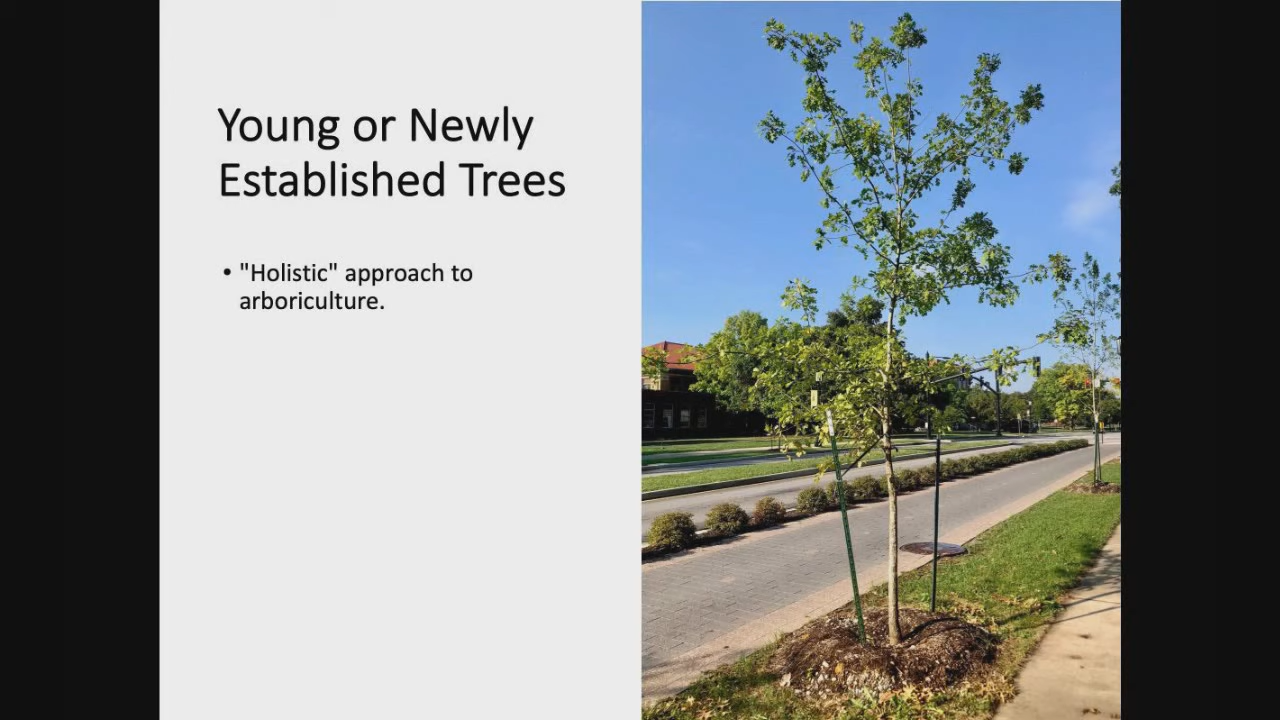 Young or Newly
Established Trees
• "Holistic" approach to
arboriculture.